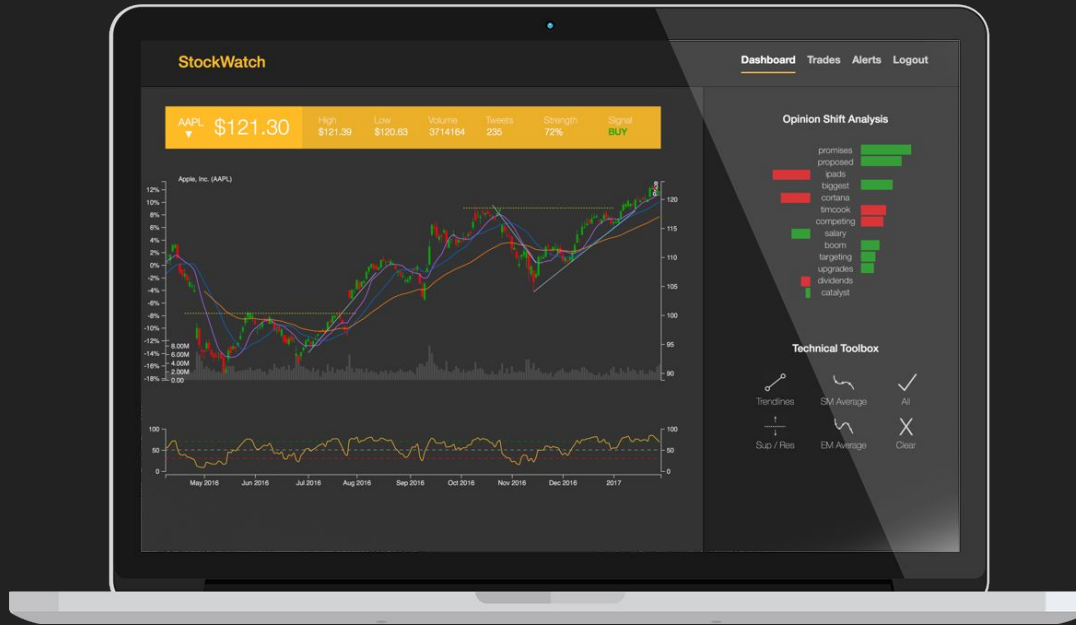 StockWatch
Dashboard Trades Alerts Logout
AAPL $121.30
High Low Volume Tweets Strength Signal
$121.39 $120.63 3714164 235 72% BUY
Apple, Inc. (AAPL)
12%
10%
8%
6%
4%
2%
0%
-2%
-4%
-6%
-8%
-10%
-12%
-14%
-16%
-18%
8.00M
6.00M
4.00M
2.00M
0.00
120
115
110
105
100
95
90
100
50
0
100
50
0
May 2016 Jun 2016 Jul 2016 Aug 2016 Sep 2016 Oct 2016 Nov 2016 Dec 2016 2017
Opinion Shift Analysis
promises
proposed
ipads
biggest
cortana
timcook
competing
salary
boom
targeting
upgrades
dividends
catalyst
Technical Toolbox
Trendlines SM Average All
Sup / Res EM Average Clear